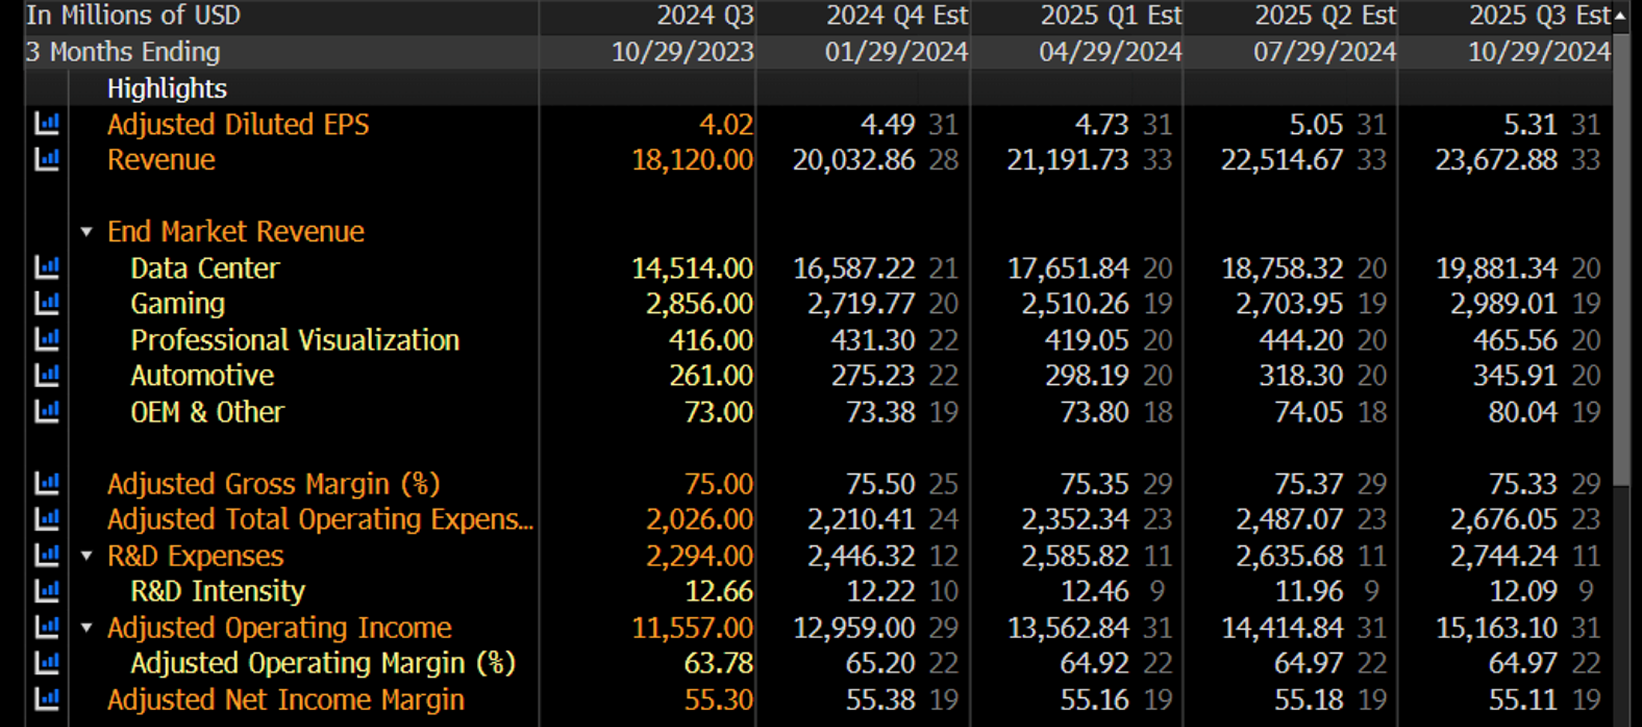 In Millions of USD 2024 Q3 2024 Q4 Est 2025 Q1 Est 2025 Q2 Est 2025 Q3 Est
3 Months Ending 10/29/2023 01/29/2024 04/29/2024 07/29/2024 10/29/2024
Highlights
Adjusted Diluted EPS 4.02 4.49 31 4.73 31 5.05 31 5.31 31
Revenue 18,120.00 20,032.86 28 21,191.73 33 22,514.67 33 23,672.88 33
End Market Revenue
Data Center 14,514.00 16,587.22 21 17,651.84 20 18,758.32 20 19,881.34 20
Gaming 2,856.00 2,719.77 20 2,510.26 19 2,703.95 19 2,989.01 19
Professional Visualization 416.00 431.30 22 419.05 20 444.20 20 465.56 20
Automotive 261.00 275.23 22 298.19 20 318.30 20 345.91 20
OEM & Other 73.00 73.38 19 73.80 18 74.05 18 80.04 19
Adjusted Gross Margin (%) 75.00 75.50 25 75.35 29 75.37 29 75.33 29
Adjusted Total Operating Expens... 2,026.00 2,210.41 24 2,352.34 23 2,487.07 23 2,676.05 23
R&D Expenses 2,294.00 2,446.32 12 2,585.82 11 2,635.68 11 2,744.24 11
R&D Intensity 12.66 12.22 10 12.46 9 11.96 9 12.09 9
Adjusted Operating Income 11,557.00 12,959.00 29 13,562.84 31 14,414.84 31 15,163.10 31
Adjusted Operating Margin (%) 63.78 65.20 22 64.92 22 64.97 22 64.97 22
Adjusted Net Income Margin 55.30 55.38 19 55.16 19 55.18 19 55.11 19